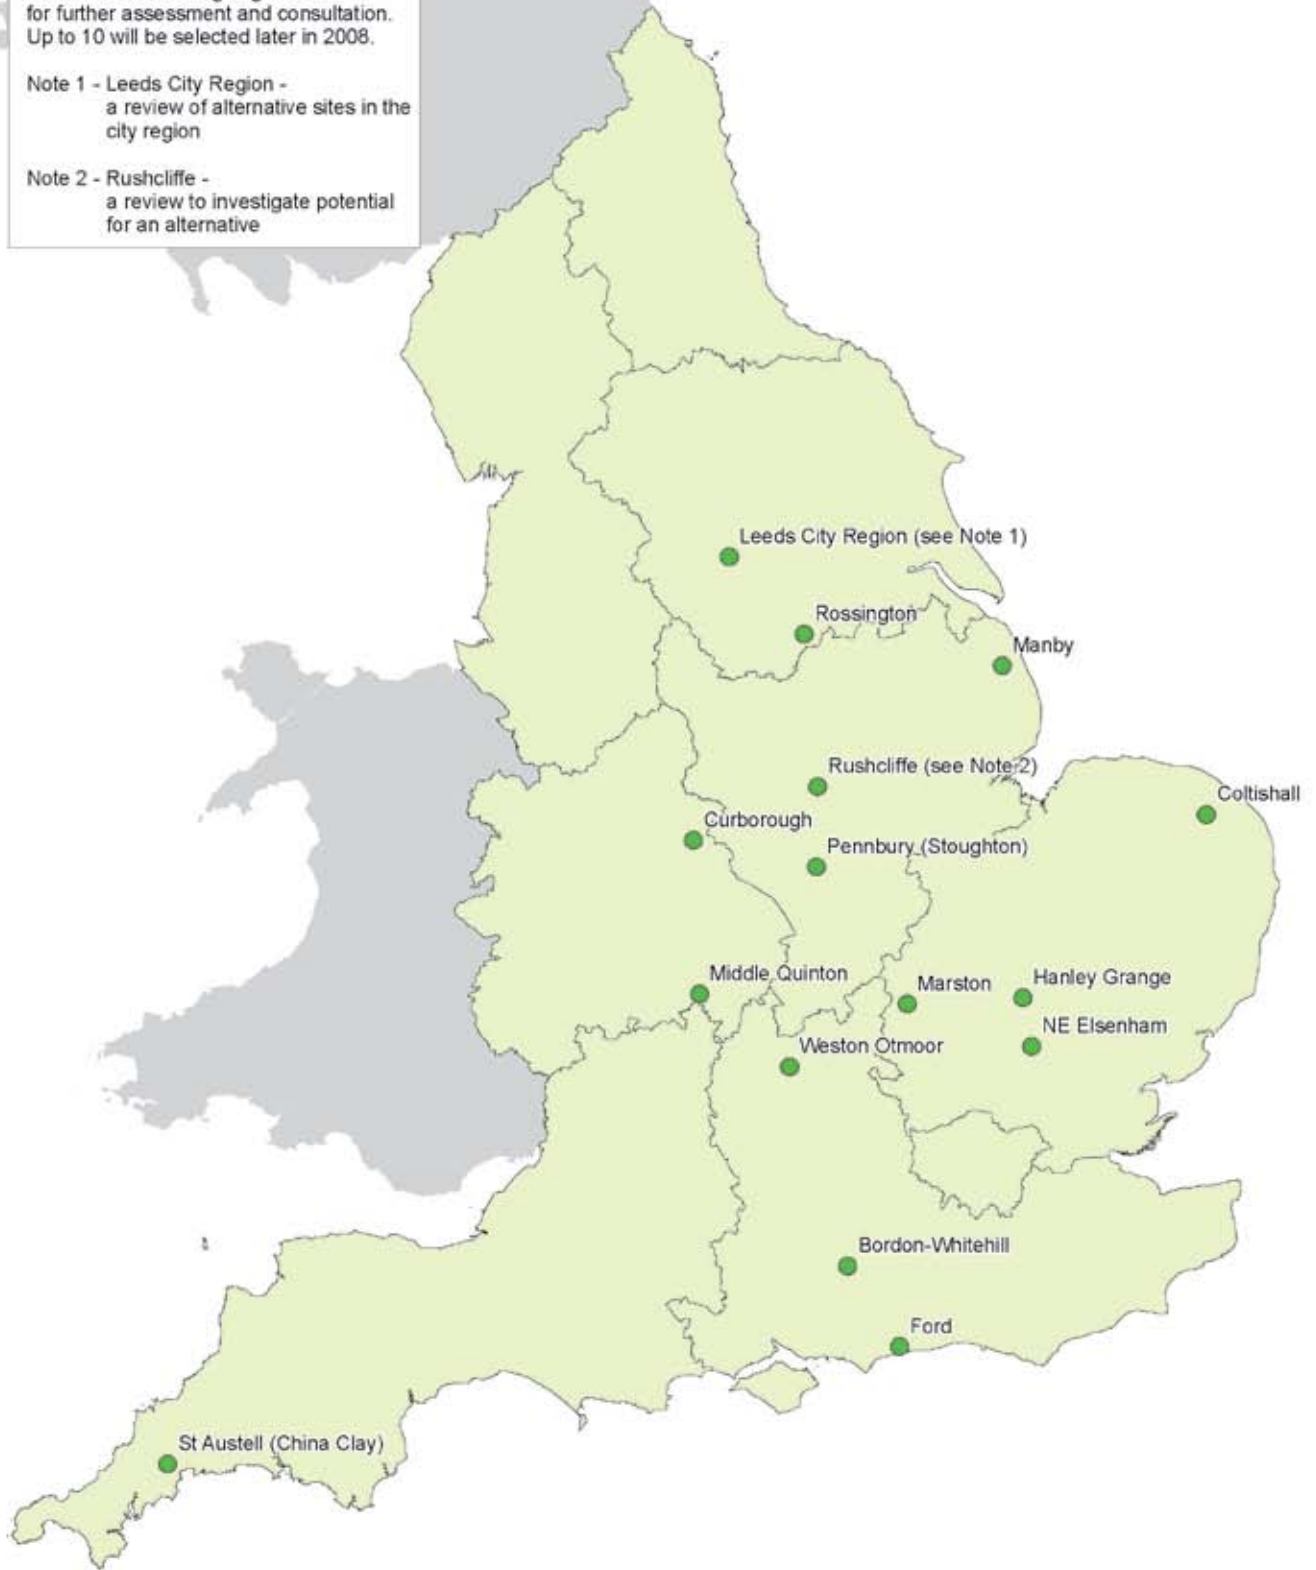 for further assessment and consultation.
Up to 10 will be selected later in 2008.
Note 1 - Leeds City Region -
a review of alternative sites in the
city region
Note 2 - Rushcliffe -
a review to investigate potential
for an alternative
Leeds City Region (see Note 1)
Rossington
Manby
Rushcliffe (see Note 2)
Coltishall
Curborough
Pennbury (Stoughton)
Middle Quinton
Marston
Hanley Grange
NE Elsenham
Weston Otmoor
Bordon-Whitehill
Ford
St Austell (China Clay)